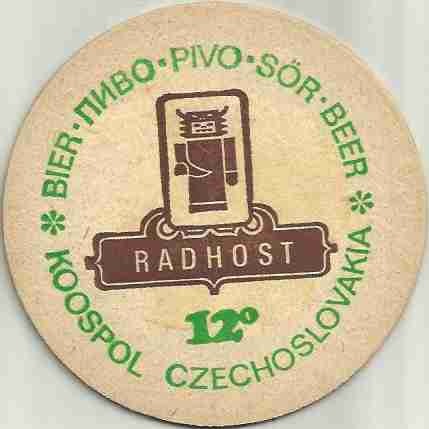 BIER·ПИВО·PIVO·SÖR·BEER
RADHOST
12°
* KOOSPOL CZECHOSLOVAKIA *